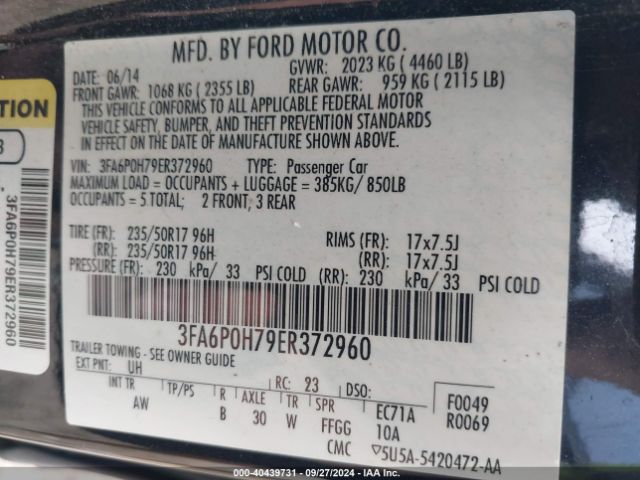 MFD. BY FORD MOTOR CO.
DATE: 06/14 GVWR: 2023 KG ( 4460 LB)
FRONT GAWR: 1068 KG ( 2355 LB) REAR GAWR: 959 KG ( 2115 LB)
THIS VEHICLE CONFORMS TO ALL APPLICABLE FEDERAL MOTOR
VEHICLE SAFETY, BUMPER, AND THEFT PREVENTION STANDARDS
IN EFFECT ON THE DATE OF MANUFACTURE SHOWN ABOVE.
VIN: 3FA6P0H79ER372960 TYPE: Passenger Car
MAXIMUM LOAD = OCCUPANTS + LUGGAGE = 385KG/ 850LB
OCCUPANTS = 5 TOTAL; 2 FRONT, 3 REAR
TIRE (FR): 235/50R17 96H RIMS (FR): 17x7.5J
(RR): 235/50R17 96H (RR): 17x7.5J
PRESSURE (FR): 230 kPa/ 33 PSI COLD (RR): 230 kPa/ 33 PSI COLD
3FA6P0H79ER372960
TRAILER TOWING - SEE OWNER GUIDE
EXT PNT: UH RC: 23 DSO: F0049
INT TR TP/PS R AXLE TR SPR EC71A R0069
AW B 30 W FFGG 10A
CMC 5U5A-5420472-AA
TION
3
3FA6P0H79ER372960
000-40439731 - 09/27/2024 - IAAI.COM